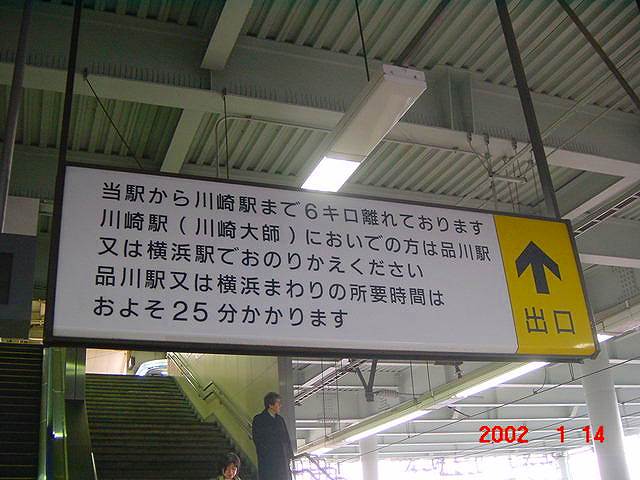 当駅から川崎駅まで6キロ離れております
川崎駅(川崎大師)においでの方は品川駅
又は横浜駅でおのりかえください
品川駅又は横浜まわりの所要時間は
およそ25分かかります
出口
2002 1 14